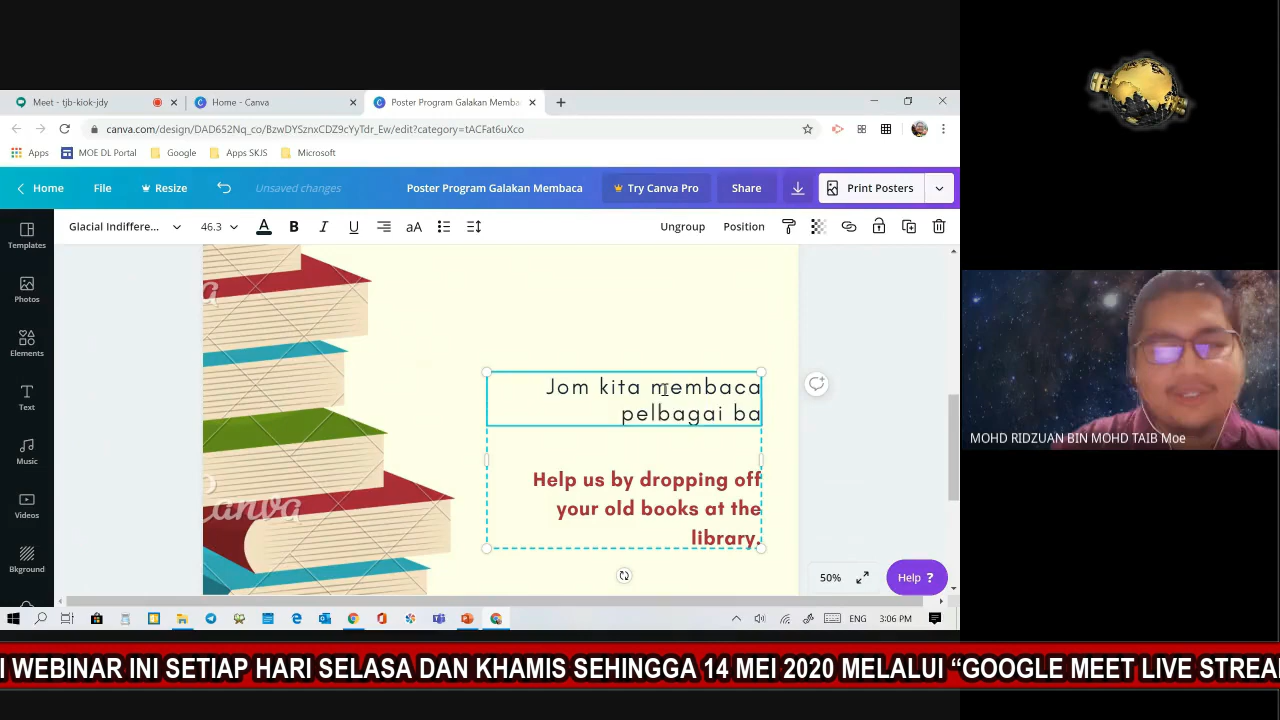 Meet - tjb-kiok-jdy
Home - Canva
Poster Program Galakan Memba
canva.com/design/DAD652Nq_co/BzwDYSznxCDZ9cYyTdr_Ew/edit?category=tACFat6uXco
Apps MOE DL Portal Google Apps SKJS Microsoft
Home File Resize Unsaved changes Poster Program Galakan Membaca Try Canva Pro Share Print Posters
Glacial Indiffere... 46.3 A B I U aA Ungroup Position
Templates
Photos
Elements
Text
Music
Videos
Bkground
Jom kita membaca
pelbagai ba
Help us by dropping off
your old books at the
library.
Canva
50% Help ?
ENG 3:06 PM
MOHD RIDZUAN BIN MOHD TAIB Moe
I WEBINAR INI SETIAP HARI SELASA DAN KHAMIS SEHINGGA 14 MEI 2020 MELALUI “GOOGLE MEET LIVE STREA